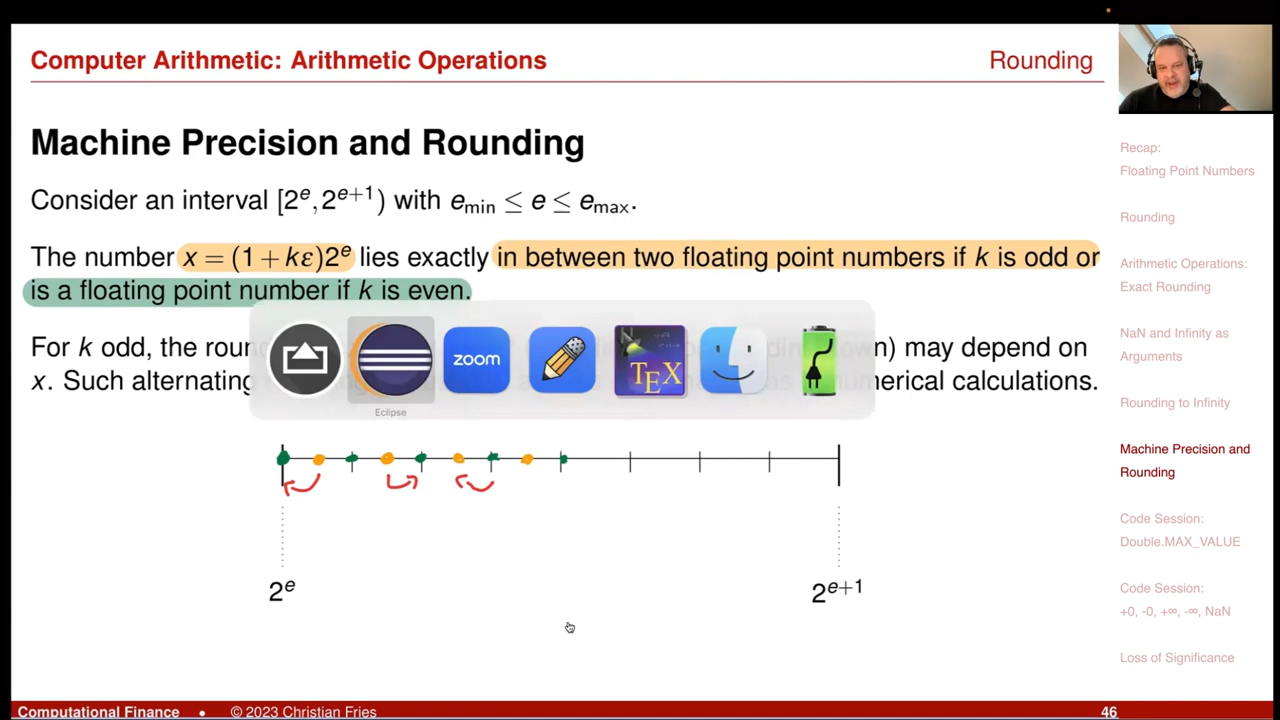 Computer Arithmetic: Arithmetic Operations
Rounding
Machine Precision and Rounding
Consider an interval [2^e, 2^{e+1}) with e_min ≤ e ≤ e_max.
The number x = (1 + kε)2^e lies exactly in between two floating point numbers if k is odd or
is a floating point number if k is even.
For k odd, the may depend on
x. Such alternating numerical calculations.
zoom
TEX
Eclipse
2^e
2^{e+1}
Recap:
Floating Point Numbers
Rounding
Arithmetic Operations:
Exact Rounding
NaN and Infinity as
Arguments
Rounding to Infinity
Machine Precision and
Rounding
Code Session:
Double.MAX_VALUE
Code Session:
+0, -0, +∞, -∞, NaN
Loss of Significance
Computational Finance • © 2023 Christian Fries
46